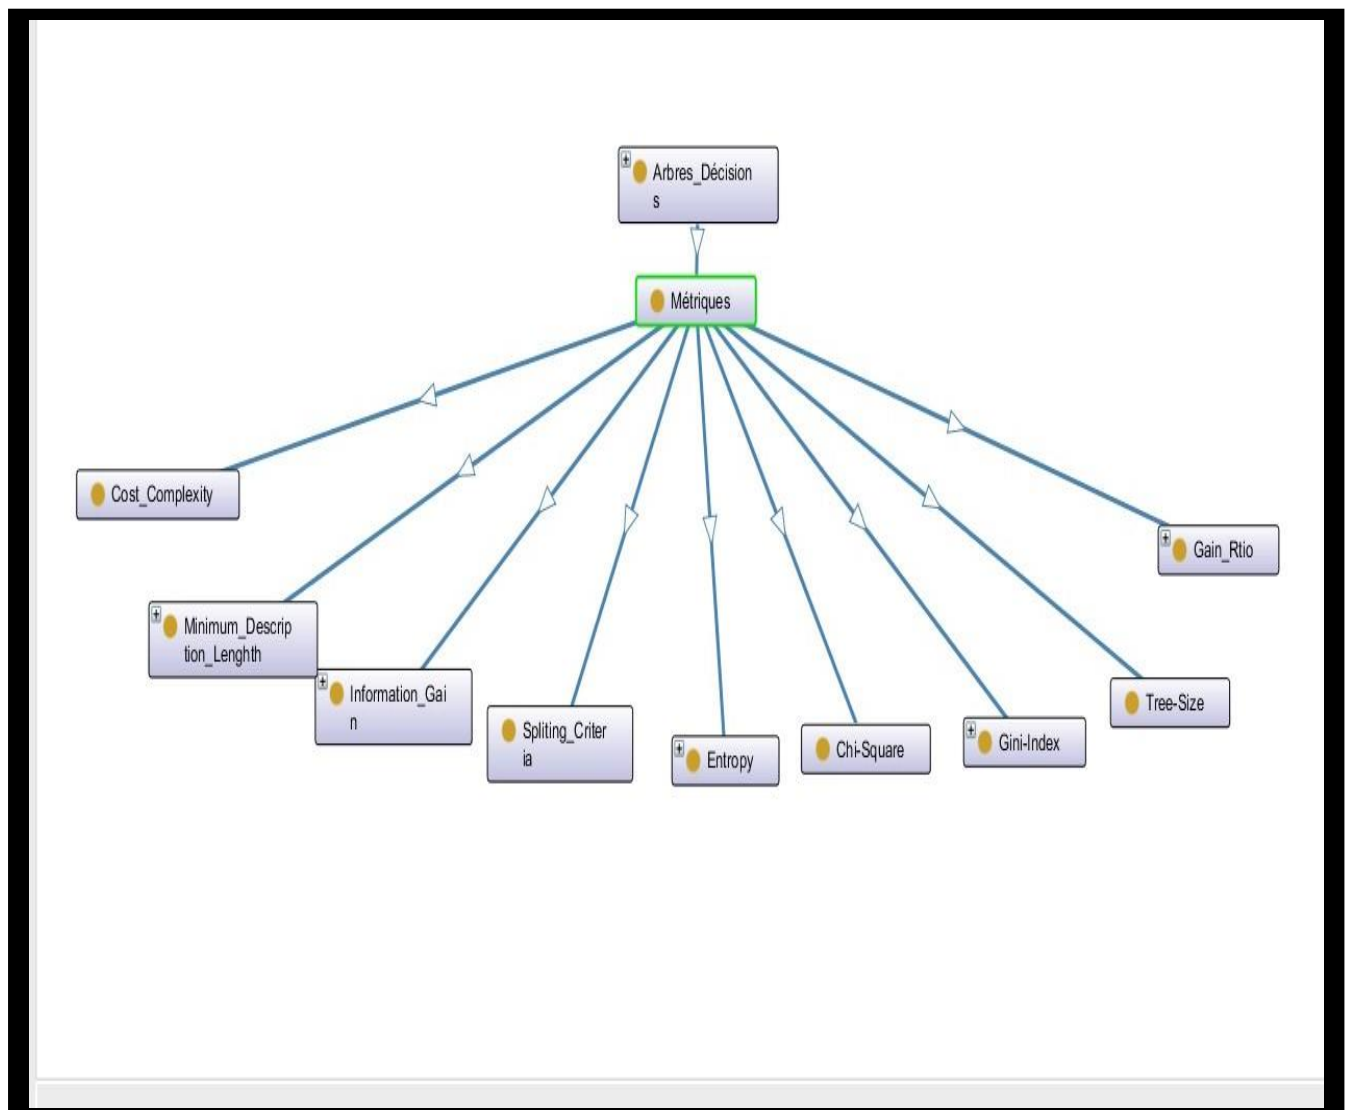 Arbres_Décision
s
Métriques
Cost_Complexity
Gain_Rtio
Minimum_Descrip
tion_Lenghth
Information_Gai
n
Spliting_Criter
ia
Entropy
Chi-Square
Gini-Index
Tree-Size